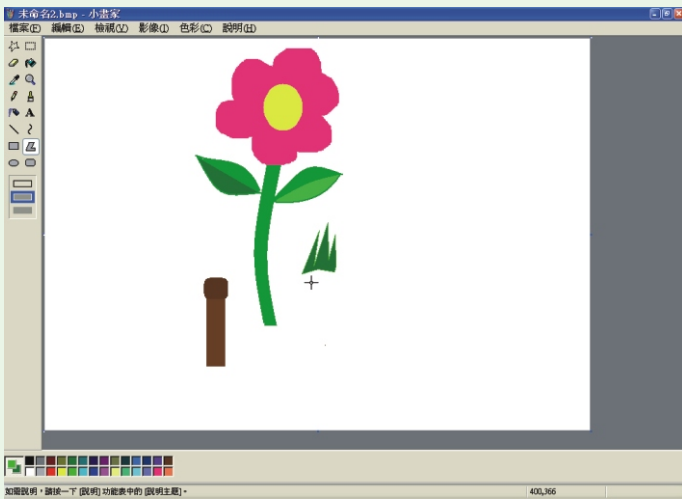 未命名2.bmp - 小畫家
檔案(F) 編輯(E) 檢視(V) 影像(I) 色彩(C) 說明(H)
A
如需說明，請按一下 [說明] 功能表中的 [說明主題]。
400,366